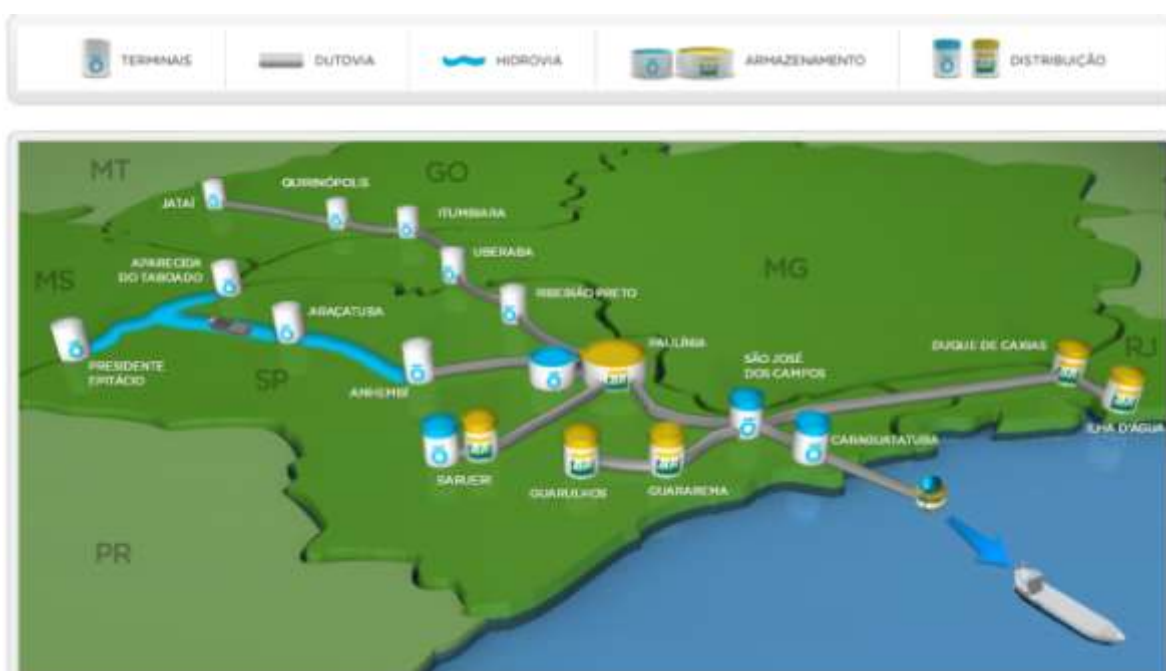 TERMINAIS
DUTOVIA
HIDROVIA
ARMAZENAMENTO
DISTRIBUIÇÃO
MT
GO
QUIRINÓPOLIS
JATAÍ
ITUMBIARA
UBERABA
MG
APARECIDA
DO TABOADO
MS
RIBEIRÃO PRETO
ARAÇATUBA
PAULÍNIA
DUQUE DE CAXIAS
RJ
SÃO JOSÉ
DOS CAMPOS
PRESIDENTE
EPITÁCIO
SP
ANHEMBI
ILHA D'ÁGUA
CARAGUATATUBA
BARUERI
GUARULHOS
GUARAREMA
PR